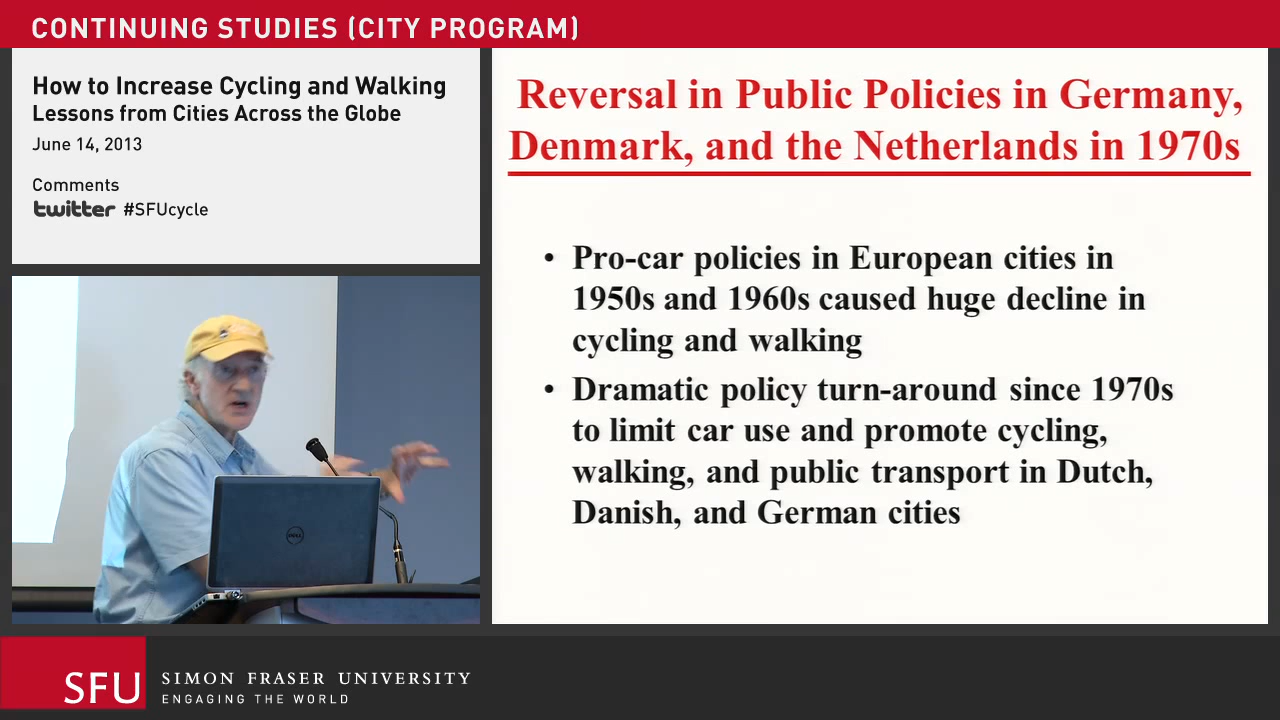 CONTINUING STUDIES (CITY PROGRAM)
How to Increase Cycling and Walking
Lessons from Cities Across the Globe
June 14, 2013
Comments
twitter #SFUcycle
Reversal in Public Policies in Germany,
Denmark, and the Netherlands in 1970s
• Pro-car policies in European cities in
1950s and 1960s caused huge decline in
cycling and walking
• Dramatic policy turn-around since 1970s
to limit car use and promote cycling,
walking, and public transport in Dutch,
Danish, and German cities
DELL
SFU
SIMON FRASER UNIVERSITY
ENGAGING THE WORLD